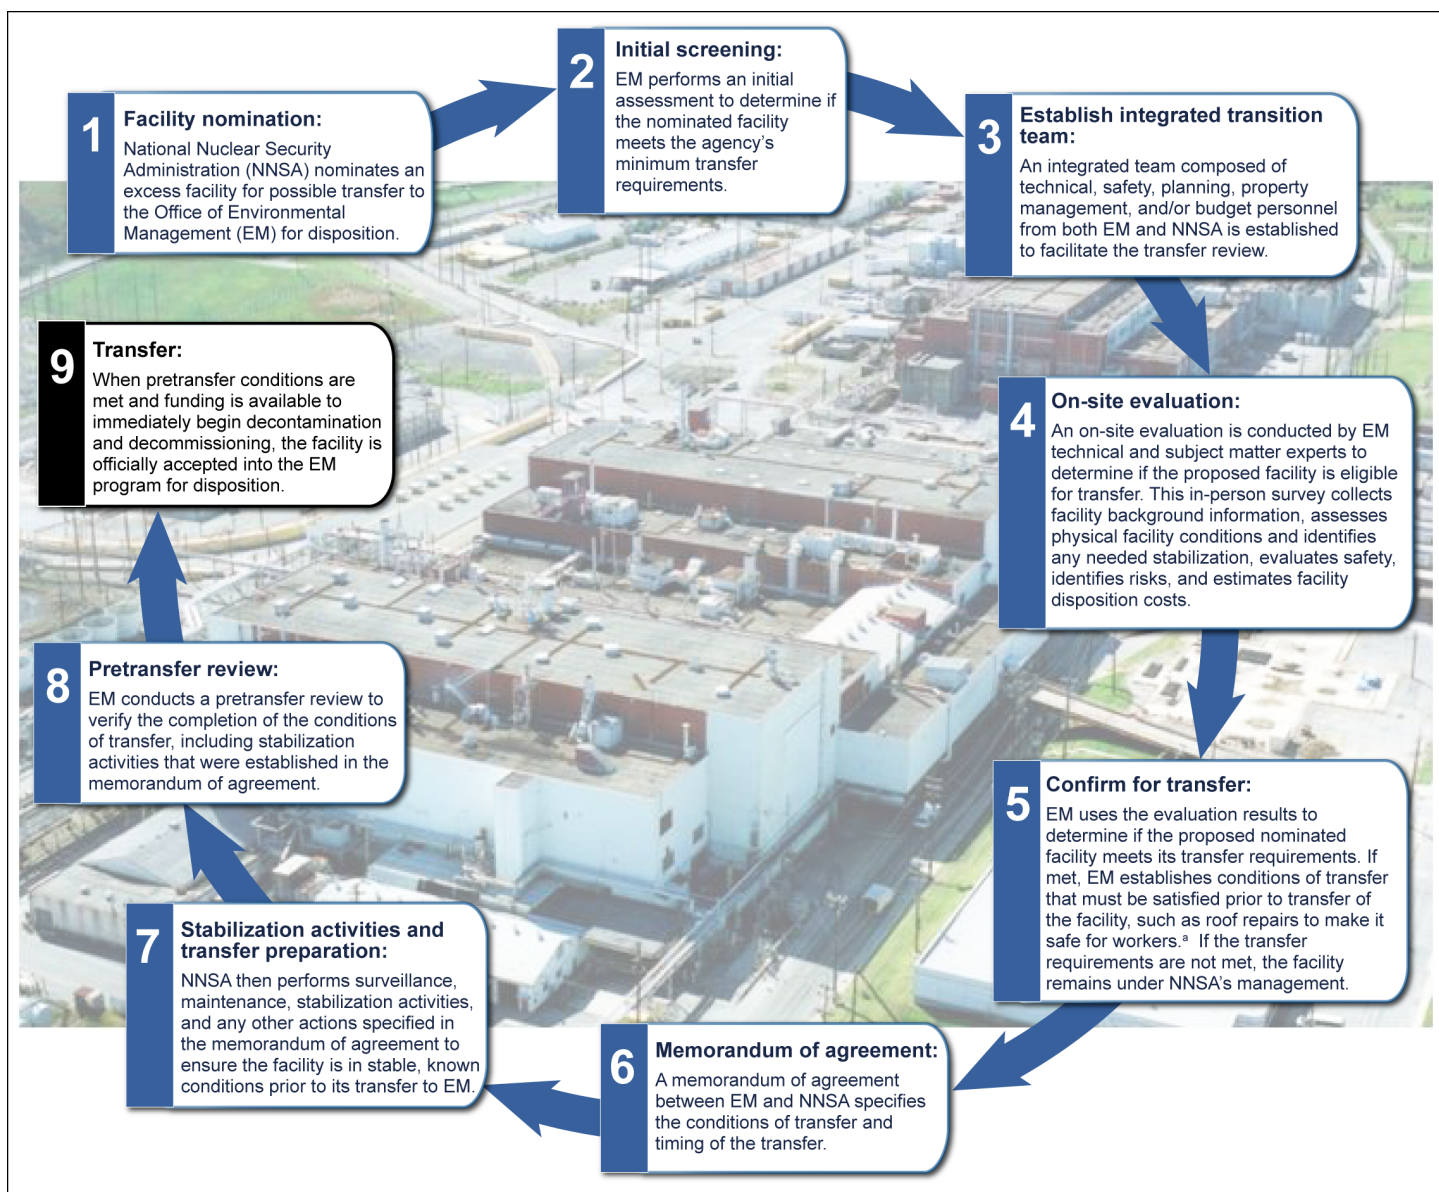 1
Facility nomination:
National Nuclear Security
Administration (NNSA) nominates an
excess facility for possible transfer to
the Office of Environmental
Management (EM) for disposition.
2
Initial screening:
EM performs an initial
assessment to determine if
the nominated facility
meets the agency’s
minimum transfer
requirements.
3
Establish integrated transition
team:
An integrated team composed of
technical, safety, planning, property
management, and/or budget personnel
from both EM and NNSA is established
to facilitate the transfer review.
4
On-site evaluation:
An on-site evaluation is conducted by EM
technical and subject matter experts to
determine if the proposed facility is eligible
for transfer. This in-person survey collects
facility background information, assesses
physical facility conditions and identifies
any needed stabilization, evaluates safety,
identifies risks, and estimates facility
disposition costs.
5
Confirm for transfer:
EM uses the evaluation results to
determine if the proposed nominated
facility meets its transfer requirements. If
met, EM establishes conditions of transfer
that must be satisfied prior to transfer of
the facility, such as roof repairs to make it
safe for workers.ª If the transfer
requirements are not met, the facility
remains under NNSA’s management.
6
Memorandum of agreement:
A memorandum of agreement
between EM and NNSA specifies
the conditions of transfer and
timing of the transfer.
7
Stabilization activities and
transfer preparation:
NNSA then performs surveillance,
maintenance, stabilization activities,
and any other actions specified in
the memorandum of agreement to
ensure the facility is in stable, known
conditions prior to its transfer to EM.
8
Pretransfer review:
EM conducts a pretransfer review to
verify the completion of the conditions
of transfer, including stabilization
activities that were established in the
memorandum of agreement.
9
Transfer:
When pretransfer conditions are
met and funding is available to
immediately begin decontamination
and decommissioning, the facility is
officially accepted into the EM
program for disposition.